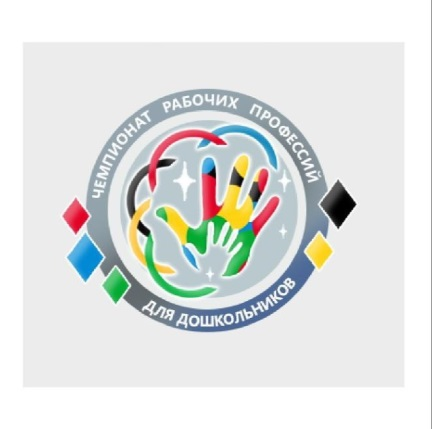 ЧЕМПИОНАТ РАБОЧИХ ПРОФЕССИЙ
ДЛЯ ДОШКОЛЬНИКОВ